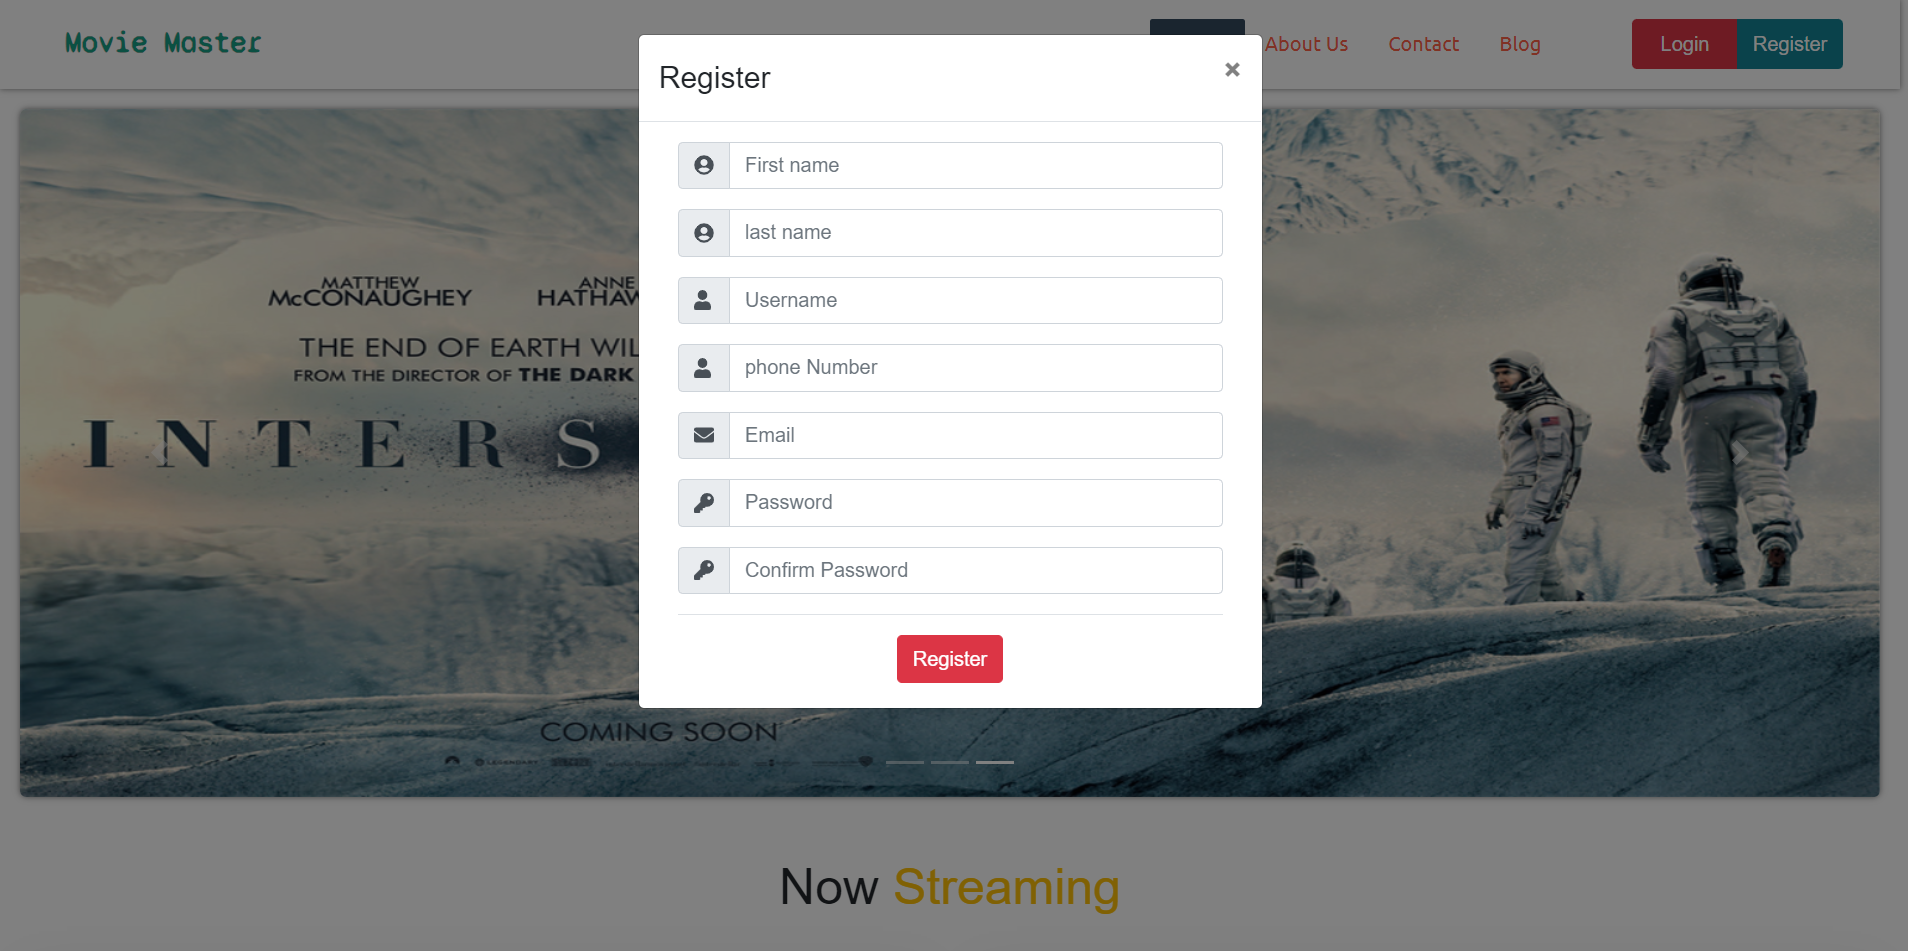 Movie Master
About Us
Contact
Blog
Login
Register
Register
×
First name
last name
Username
phone Number
Email
Password
Confirm Password
Register
MATTHEW
McCONAUGHEY
ANNE
HATHAW
THE END OF EARTH WIL
FROM THE DIRECTOR OF THE DARK
INTERS
COMING SOON
LEGENDARY
Now Streaming